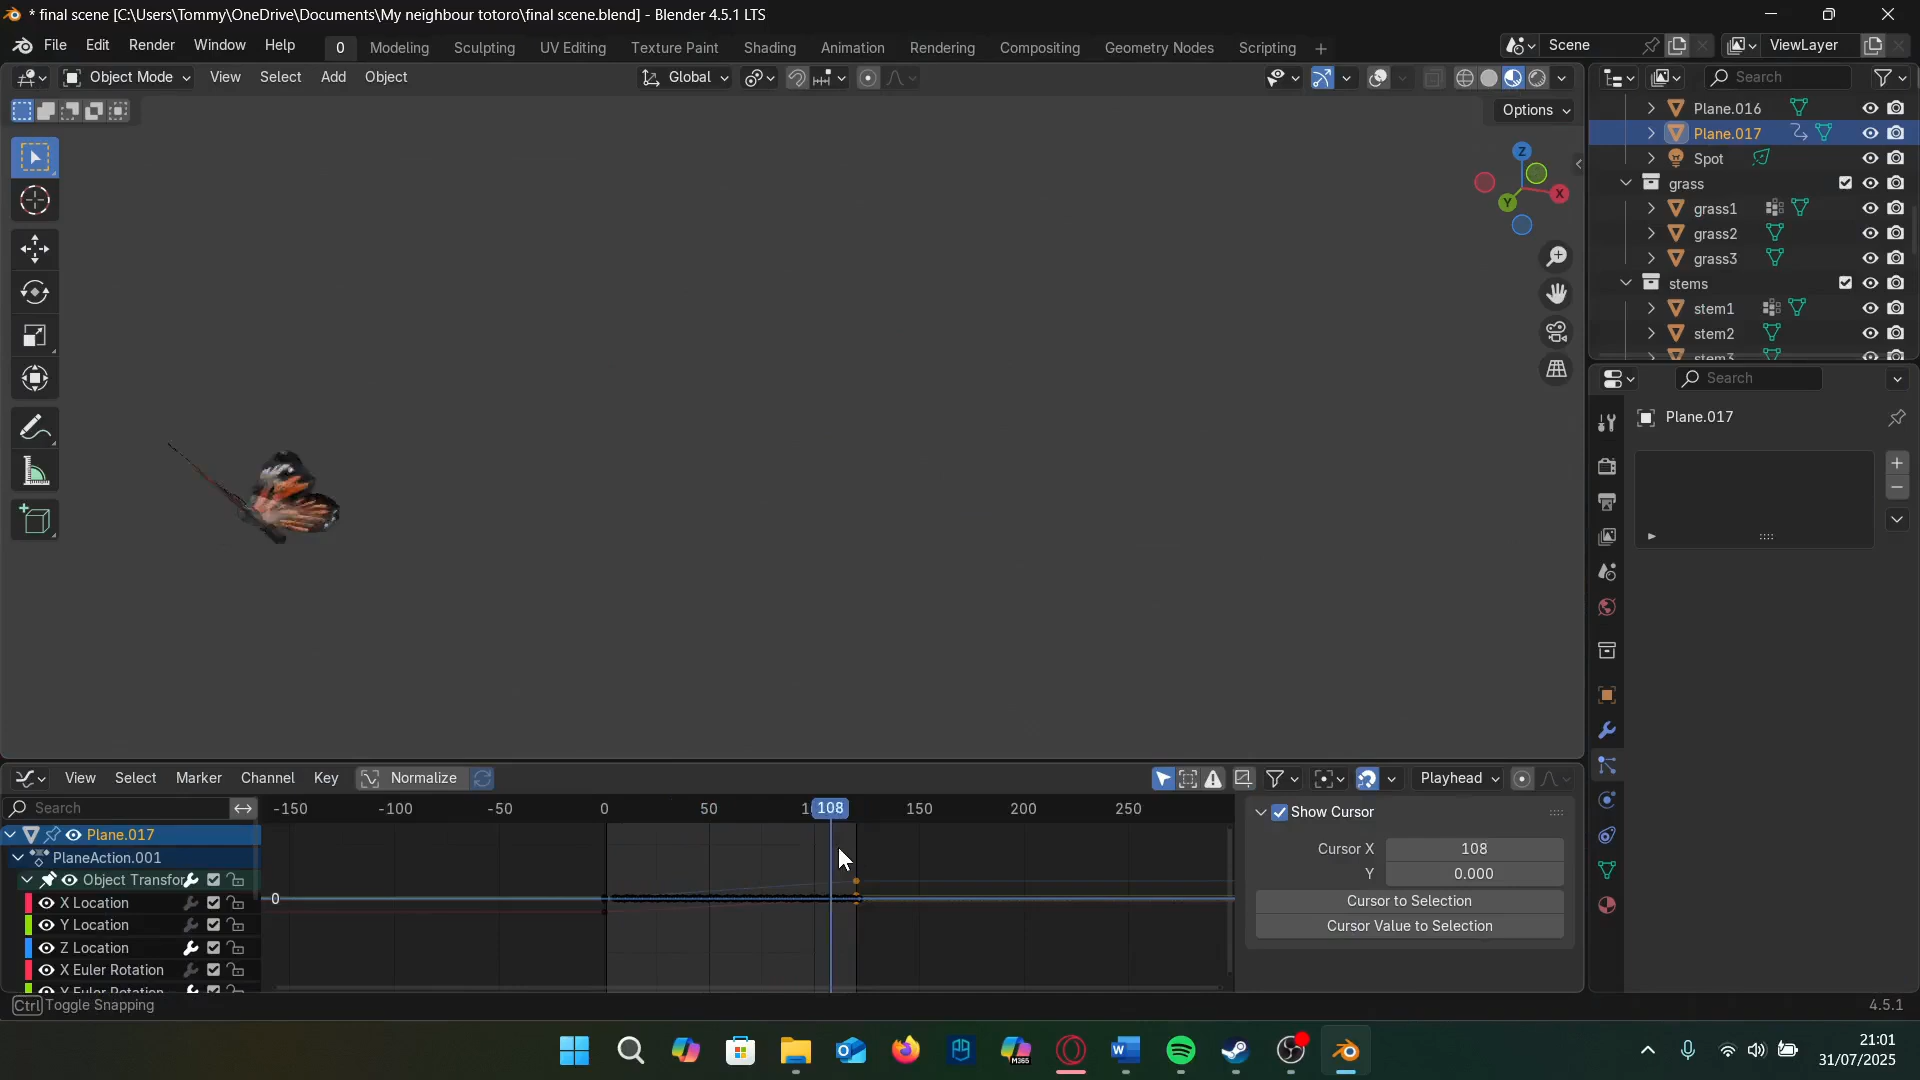 * final scene [C:\Users\Tommy\OneDrive\Documents\My neighbour totoro\final scene.blend] - Blender 4.5.1 LTS
File Edit Render Window Help 0 Modeling Sculpting UV Editing Texture Paint Shading Animation Rendering Compositing Geometry Nodes Scripting + Scene ViewLayer
Object Mode View Select Add Object Global Search
Options
Plane.016
Plane.017
Spot
grass
grass1
grass2
grass3
stems
stem1
stem2
stem3
Z
X
Y
Search
Plane.017
View Select Marker Channel Key Normalize Playhead
Search -150 -100 -50 0 50 108 150 200 250
Show Cursor
Cursor X 108
Y 0.000
Cursor to Selection
Cursor Value to Selection
Plane.017
PlaneAction.001
Object Transfor
X Location
Y Location
Z Location
X Euler Rotation
Y Euler Rotation
0
Ctrl Toggle Snapping
4.5.1
M365
21:01
31/07/2025